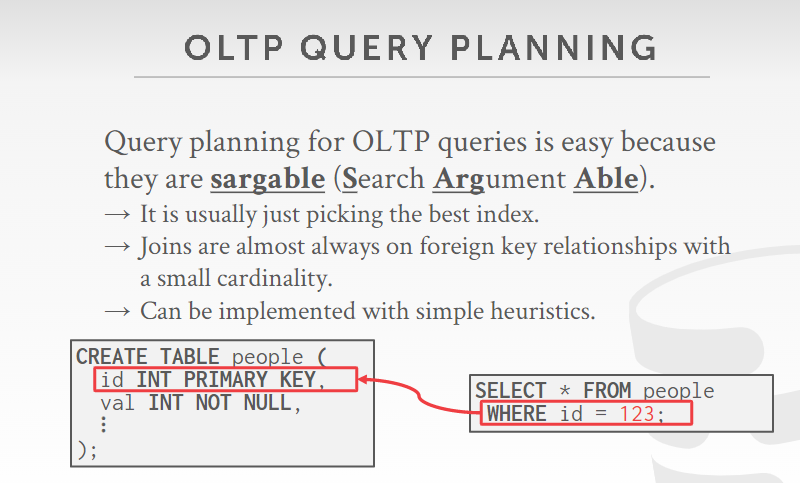 OLTP QUERY PLANNING
Query planning for OLTP queries is easy because
they are sargable (Search Argument Able).
→ It is usually just picking the best index.
→ Joins are almost always on foreign key relationships with
a small cardinality.
→ Can be implemented with simple heuristics.
CREATE TABLE people (
id INT PRIMARY KEY,
val INT NOT NULL,
⋮
);
SELECT * FROM people
WHERE id = 123;